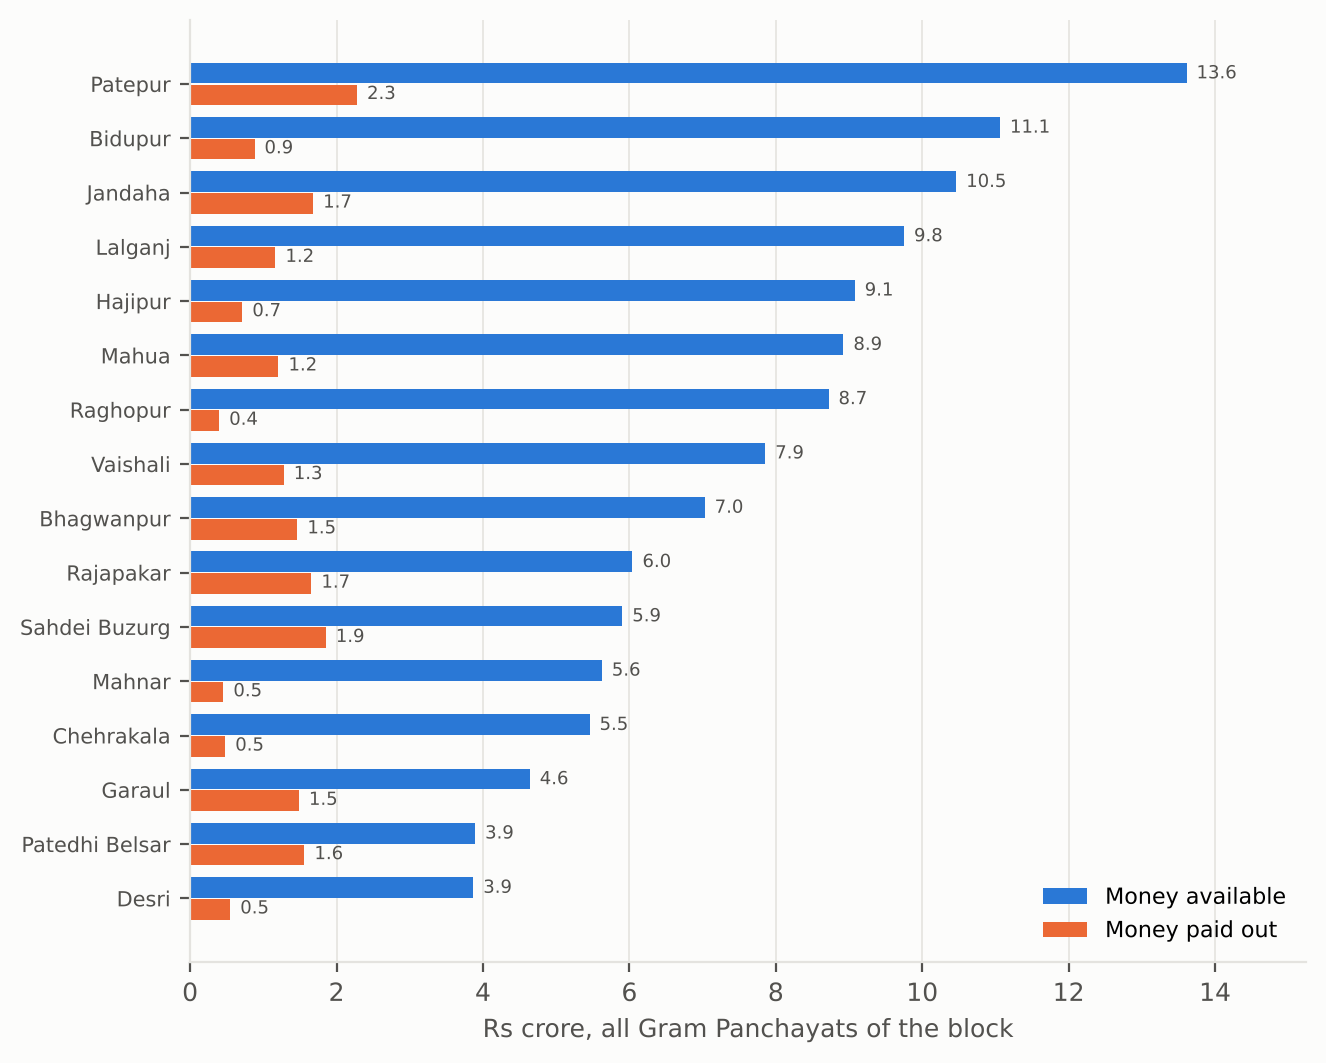 Patepur 13.6
2.3
Bidupur 11.1
0.9
Jandaha 10.5
1.7
Lalganj 9.8
1.2
Hajipur 9.1
0.7
Mahua 8.9
1.2
Raghopur 8.7
0.4
Vaishali 7.9
1.3
Bhagwanpur 7.0
1.5
Rajapakar 6.0
1.7
Sahdei Buzurg 5.9
1.9
Mahnar 5.6
0.5
Chehrakala 5.5
0.5
Garaul 4.6
1.5
Patedhi Belsar 3.9
1.6
Desri 3.9
0.5
Money available
Money paid out
0 2 4 6 8 10 12 14
Rs crore, all Gram Panchayats of the block